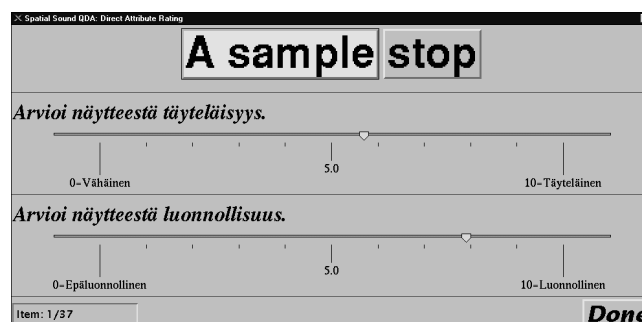 Spatial Sound QDA: Direct Attribute Rating
A sample stop
Arvioi näytteestä täyteläisyys.
5.0
0-Vähäinen 10-Täyteläinen
Arvioi näytteestä luonnollisuus.
5.0
0-Epäluonnollinen 10-Luonnollinen
Item: 1/37 Done